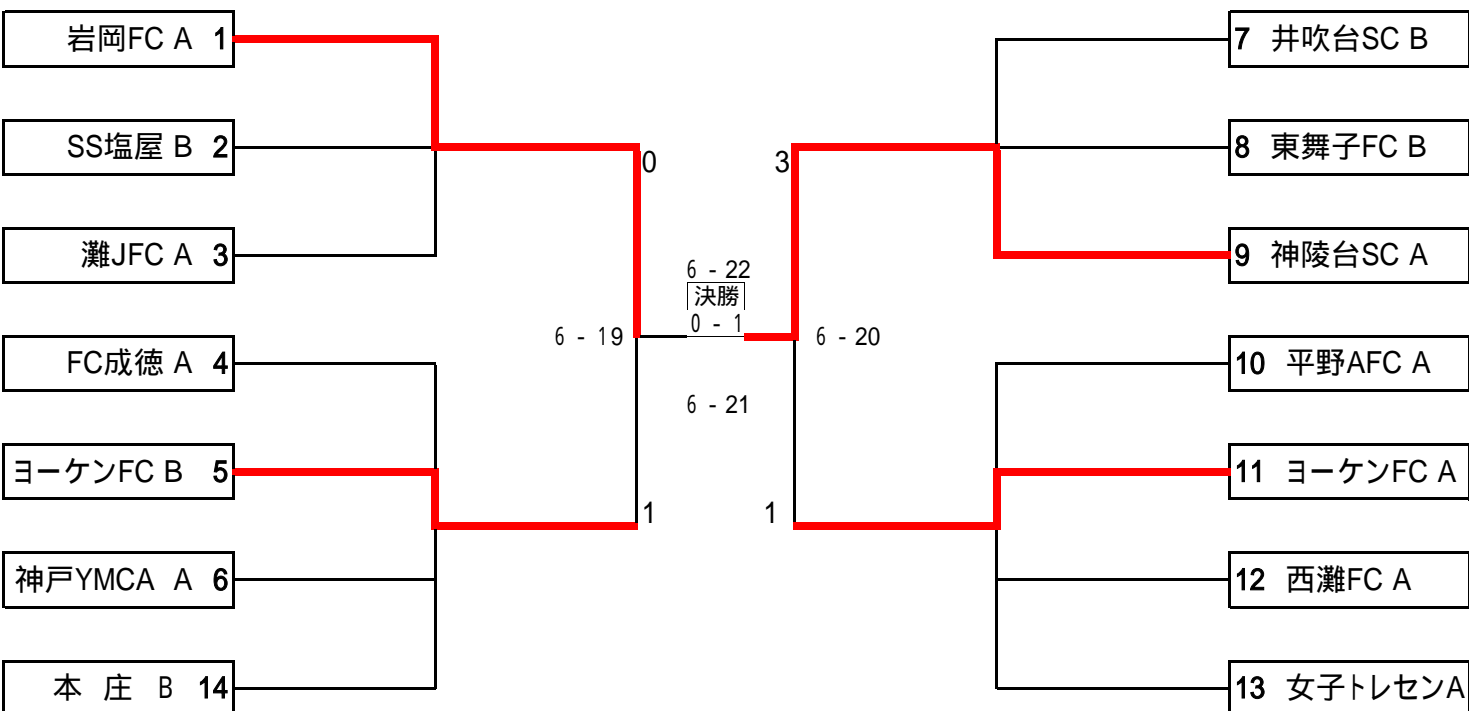 岩岡FC A 1
SS塩屋 B 2
灘JFC A 3
FC成徳 A 4
ヨーケンFC B 5
神戸YMCA A 6
本 庄 B 14
0
3
6 - 22
決勝
0 - 1
6 - 19
6 - 20
6 - 21
1
1
7 井吹台SC B
8 東舞子FC B
9 神陵台SC A
10 平野AFC A
11 ヨーケンFC A
12 西灘FC A
13 女子トレセンA